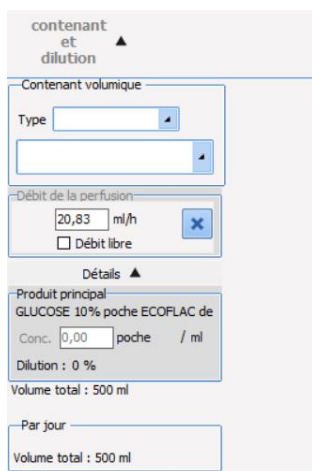 contenant
et
dilution
Contenant volumique
Type
Débit de la perfusion
20,83 ml/h
Débit libre
Détails
Produit principal
GLUCOSE 10% poche ECOFLAC de
Conc. 0,00 poche / ml
Dilution : 0 %
Volume total : 500 ml
Par jour
Volume total : 500 ml